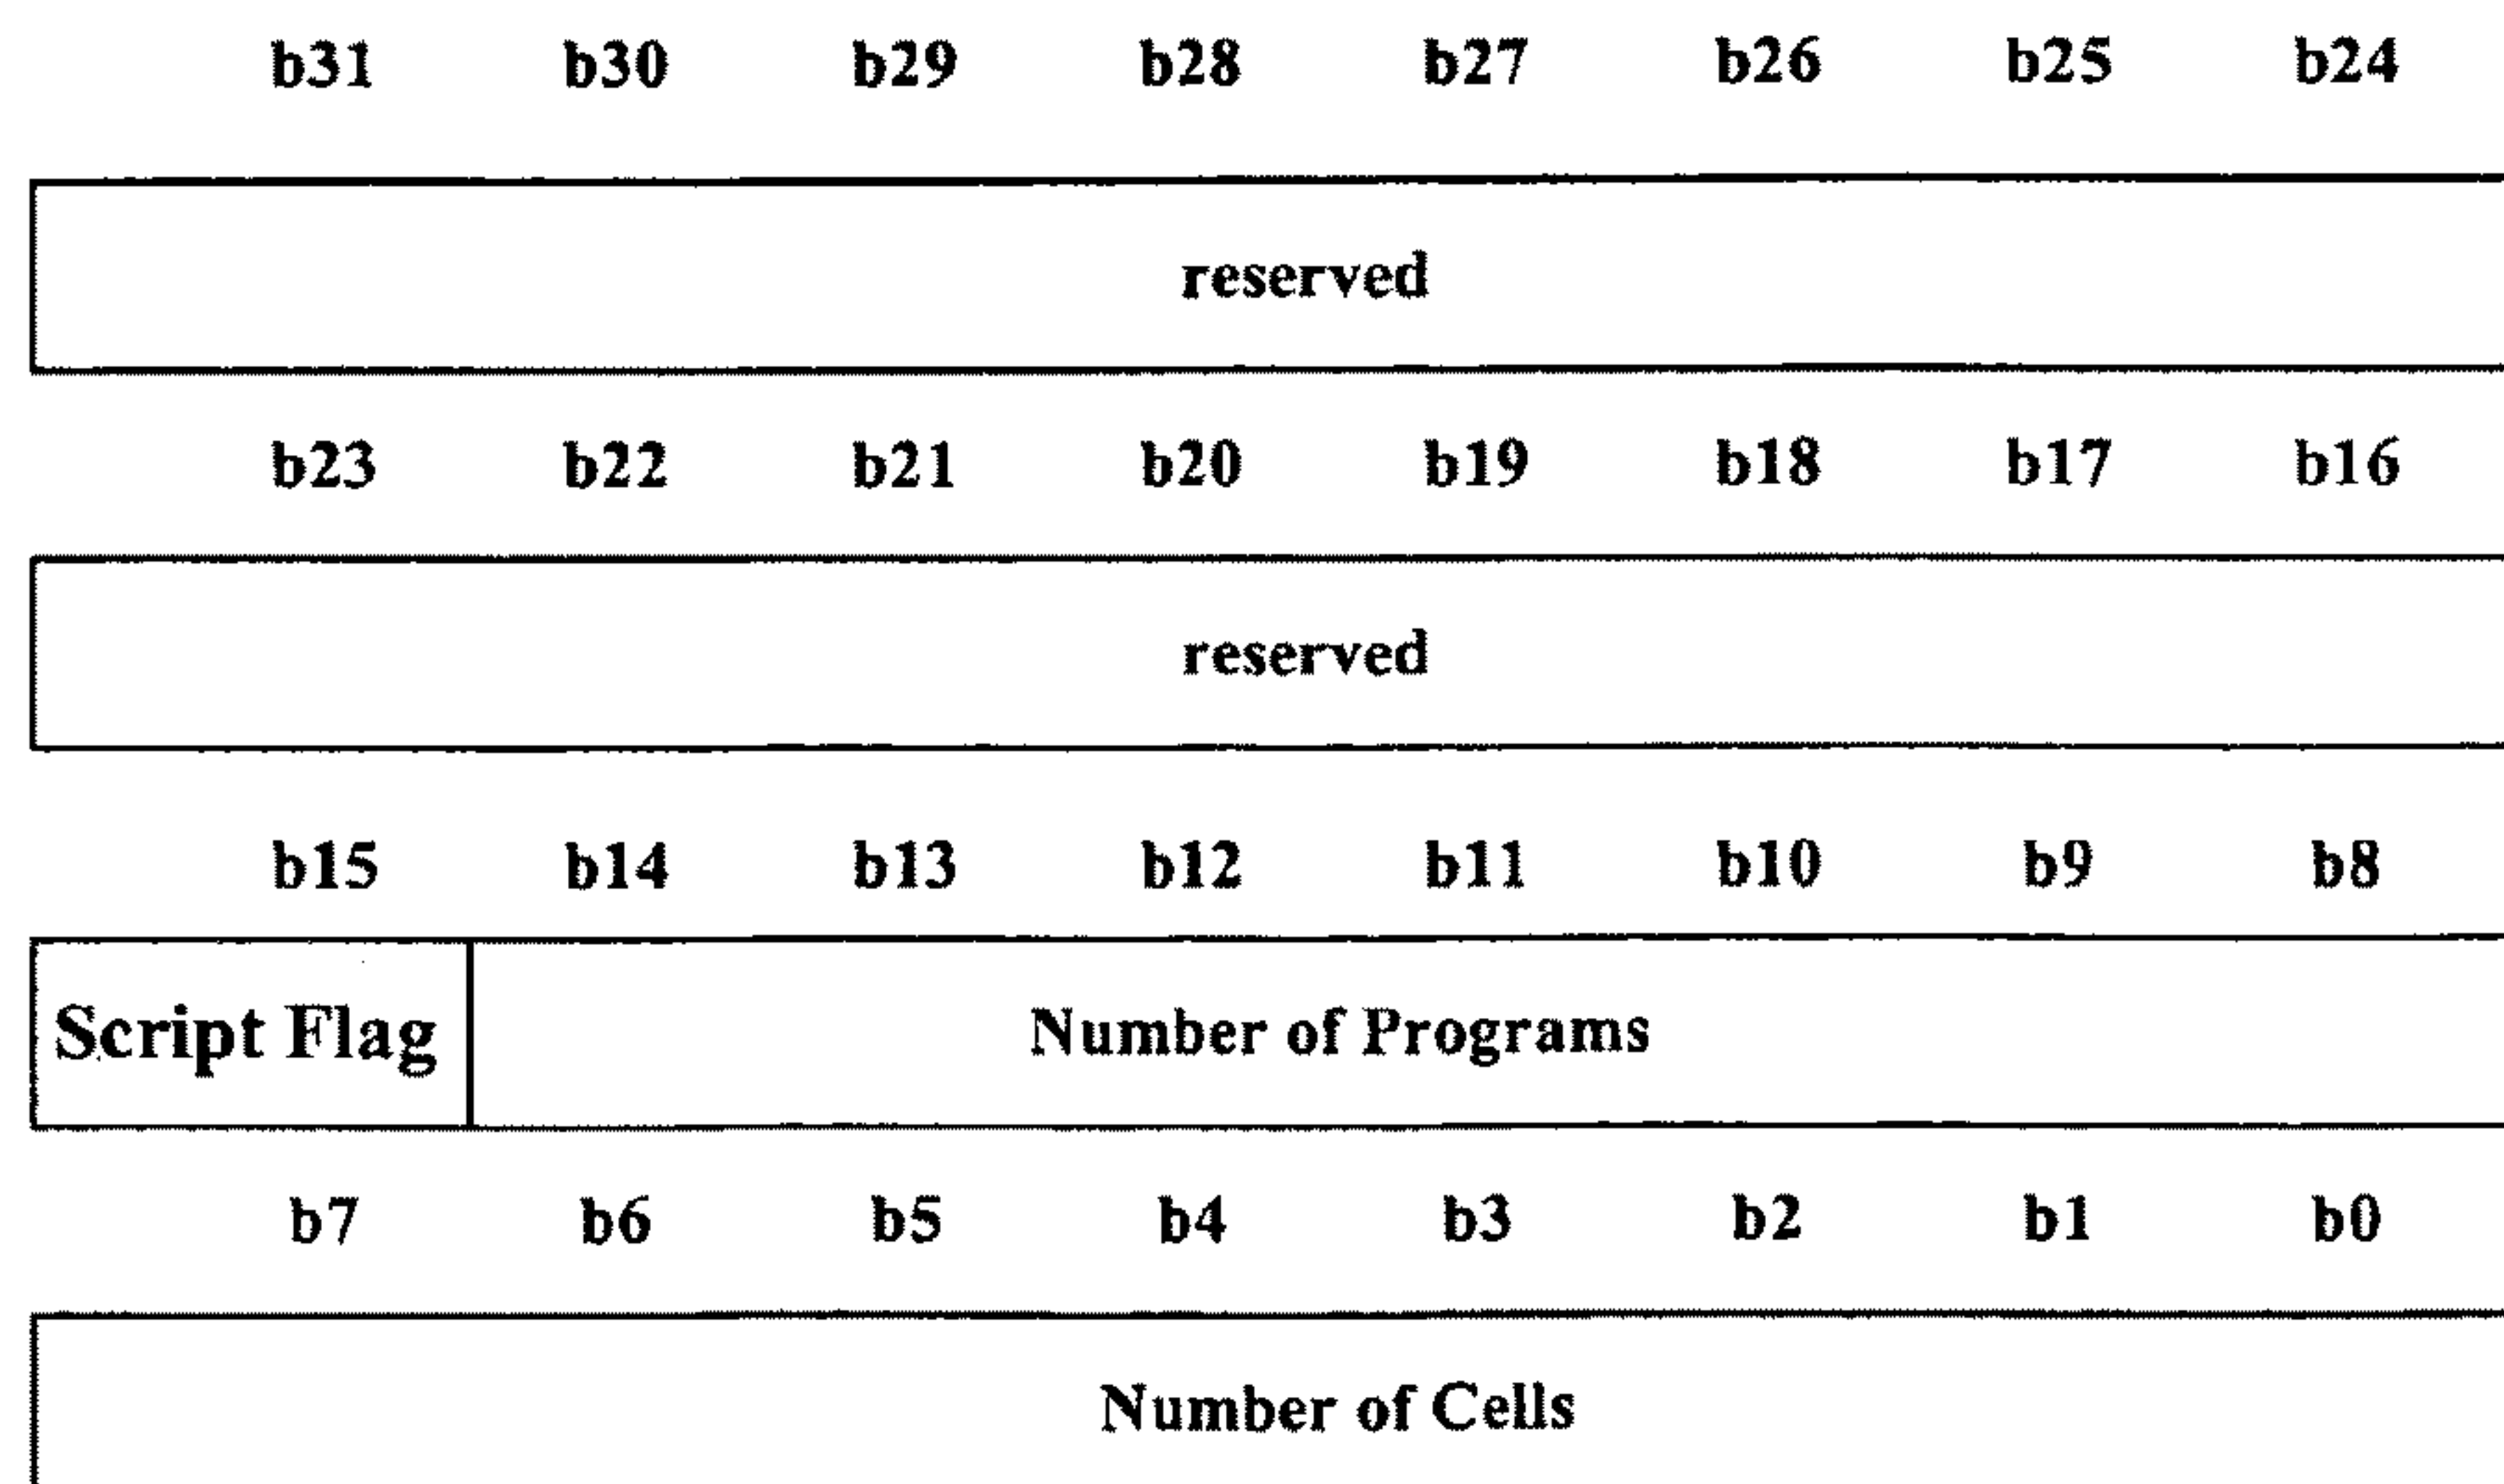 b31 b30 b29 b28 b27 b26 b25 b24
reserved
b23 b22 b21 b20 b19 b18 b17 b16
reserved
b15 b14 b13 b12 b11 b10 b9 b8
Script Flag Number of Programs
b7 b6 b5 b4 b3 b2 b1 b0
Number of Cells